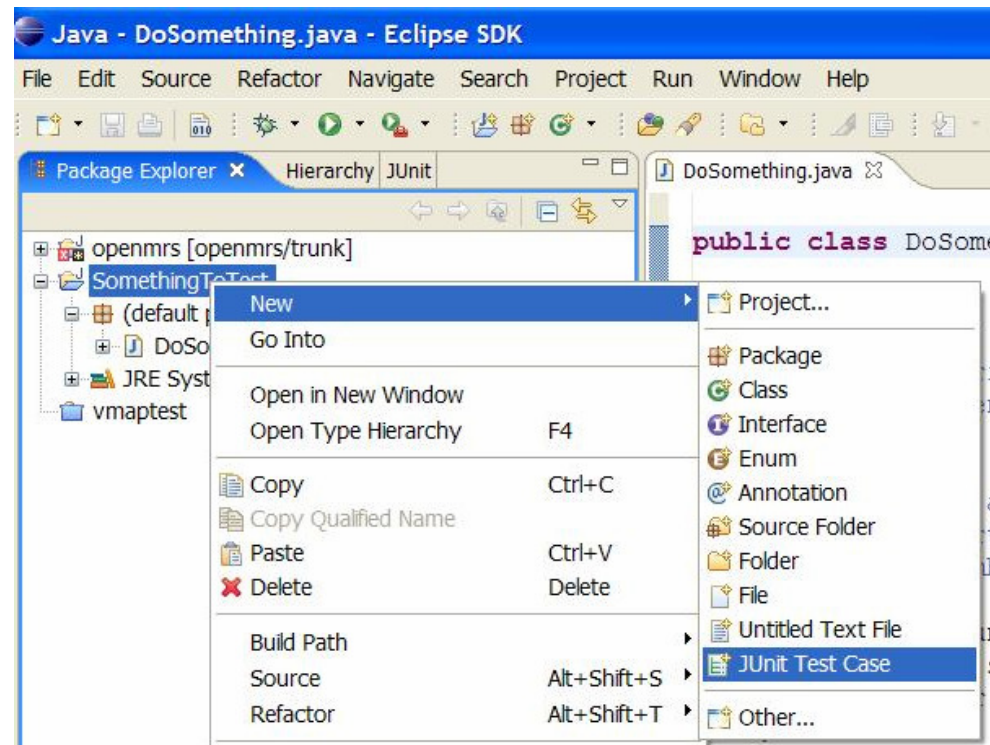 Java - DoSomething.java - Eclipse SDK
File Edit Source Refactor Navigate Search Project Run Window Help
Package Explorer Hierarchy JUnit
DoSomething.java
openmrs [openmrs/trunk]
public class
SomethingToTest
(default
JRE
vmaptest
New
Go Into
Open in New Window
Open Type Hierarchy F4
Copy Ctrl+C
Copy Qualified Name
Paste Ctrl+V
Delete Delete
Build Path
Source Alt+Shift+S
Refactor Alt+Shift+T
Project...
Package
Class
Interface
Enum
Annotation
Source Folder
Folder
File
Untitled Text File
JUnit Test Case
Other...